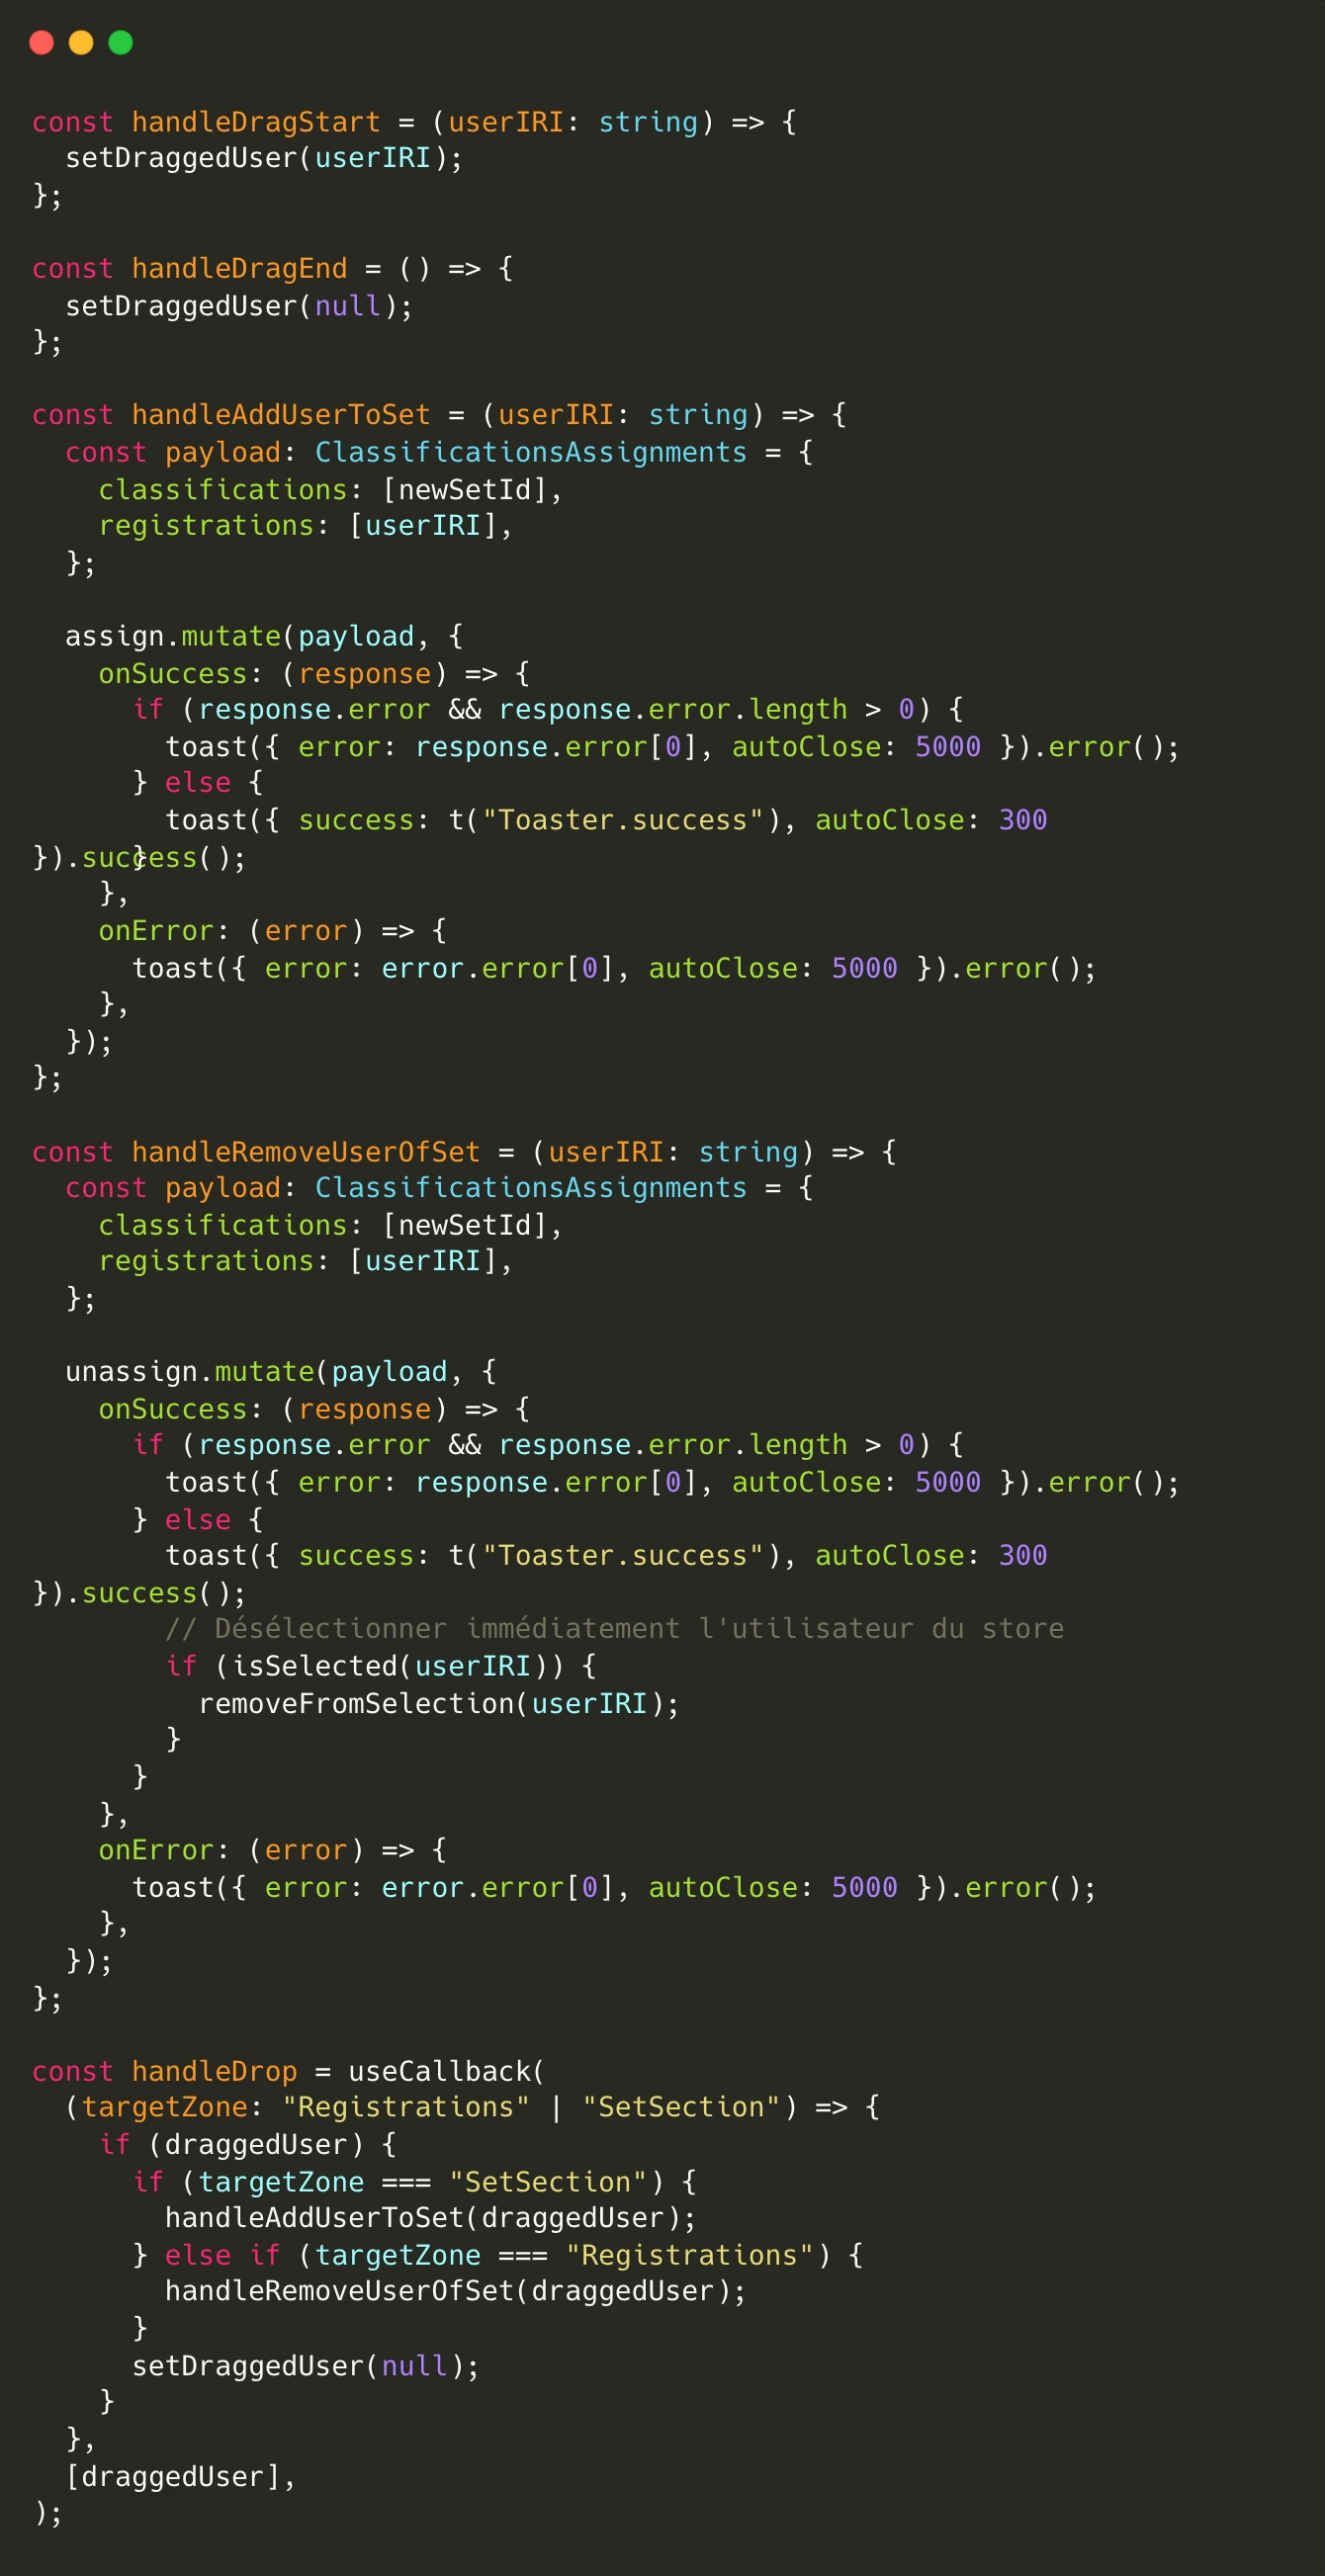 const handleDragStart = (userIRI: string) => {
  setDraggedUser(userIRI);
};

const handleDragEnd = () => {
  setDraggedUser(null);
};

const handleAddUserToSet = (userIRI: string) => {
  const payload: ClassificationsAssignments = {
    classifications: [newSetId],
    registrations: [userIRI],
  };

  assign.mutate(payload, {
    onSuccess: (response) => {
      if (response.error && response.error.length > 0) {
        toast({ error: response.error[0], autoClose: 5000 }).error();
      } else {
        toast({ success: t("Toaster.success"), autoClose: 300
}).success();
      }
    },
    onError: (error) => {
      toast({ error: error.error[0], autoClose: 5000 }).error();
    },
  });
};

const handleRemoveUserOfSet = (userIRI: string) => {
  const payload: ClassificationsAssignments = {
    classifications: [newSetId],
    registrations: [userIRI],
  };

  unassign.mutate(payload, {
    onSuccess: (response) => {
      if (response.error && response.error.length > 0) {
        toast({ error: response.error[0], autoClose: 5000 }).error();
      } else {
        toast({ success: t("Toaster.success"), autoClose: 300
}).success();
        // Désélectionner immédiatement l'utilisateur du store
        if (isSelected(userIRI)) {
          removeFromSelection(userIRI);
        }
      }
    },
    onError: (error) => {
      toast({ error: error.error[0], autoClose: 5000 }).error();
    },
  });
};

const handleDrop = useCallback(
  (targetZone: "Registrations" | "SetSection") => {
    if (draggedUser) {
      if (targetZone === "SetSection") {
        handleAddUserToSet(draggedUser);
      } else if (targetZone === "Registrations") {
        handleRemoveUserOfSet(draggedUser);
      }
      setDraggedUser(null);
    }
  },
  [draggedUser],
);